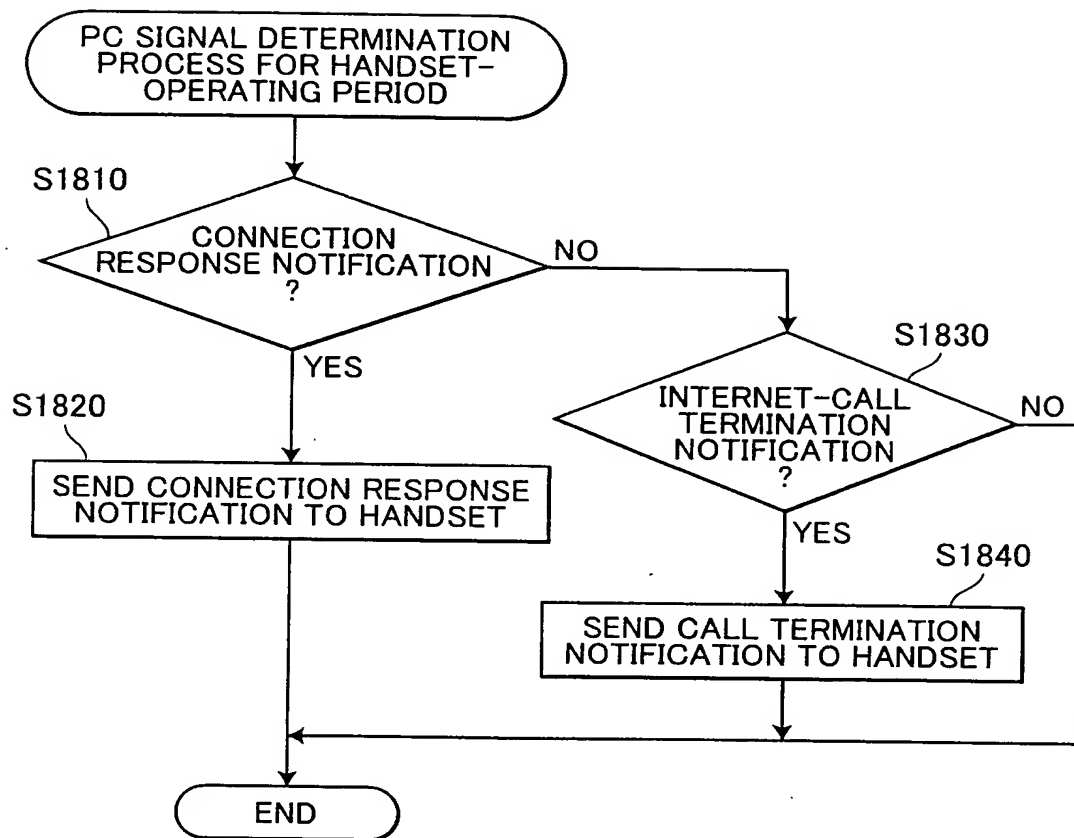 PC SIGNAL DETERMINATION
PROCESS FOR HANDSET-
OPERATING PERIOD
S1810
CONNECTION
RESPONSE NOTIFICATION
?
NO
YES
S1820
SEND CONNECTION RESPONSE
NOTIFICATION TO HANDSET
S1830
INTERNET-CALL
TERMINATION
NOTIFICATION
?
NO
YES
S1840
SEND CALL TERMINATION
NOTIFICATION TO HANDSET
END